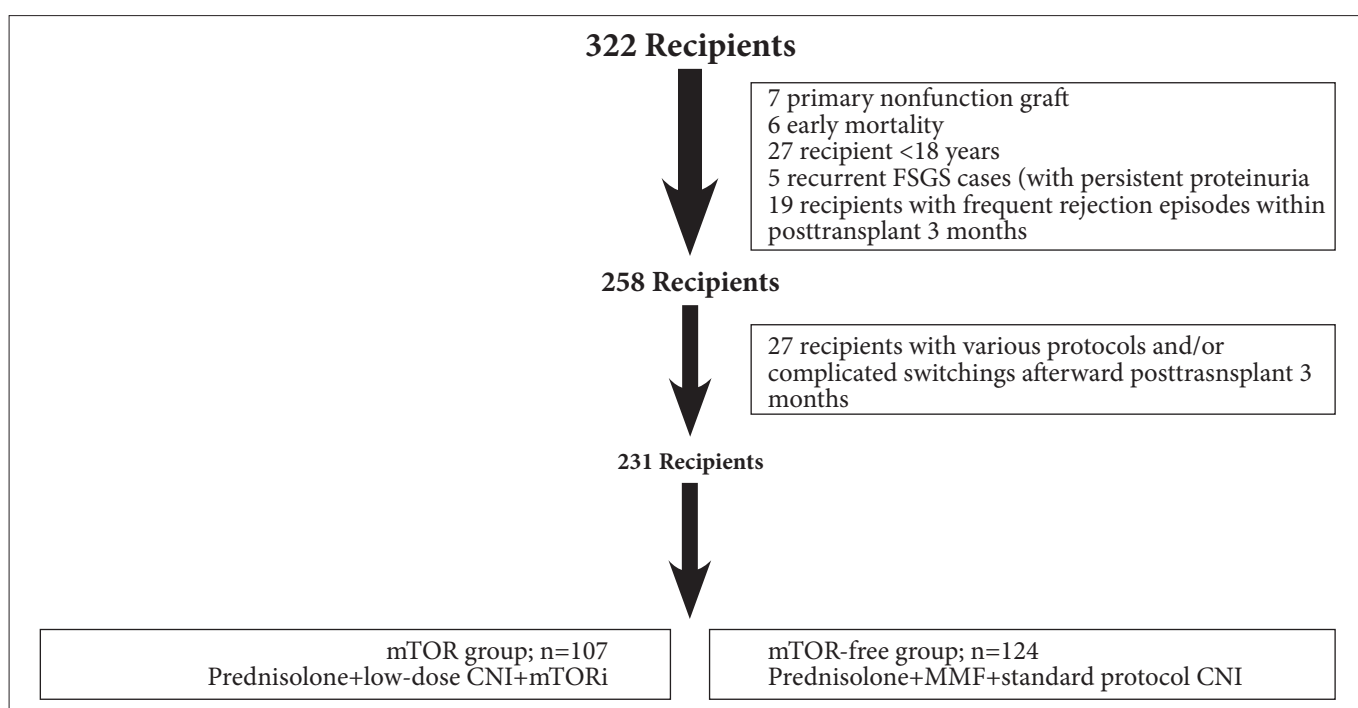 322 Recipients
7 primary nonfunction graft
6 early mortality
27 recipient <18 years
5 recurrent FSGS cases (with persistent proteinuria
19 recipients with frequent rejection episodes within
posttransplant 3 months
258 Recipients
27 recipients with various protocols and/or
complicated switchings afterward posttrasnsplant 3
months
231 Recipients
mTOR group; n=107
Prednisolone+low-dose CNI+mTORi
mTOR-free group; n=124
Prednisolone+MMF+standard protocol CNI